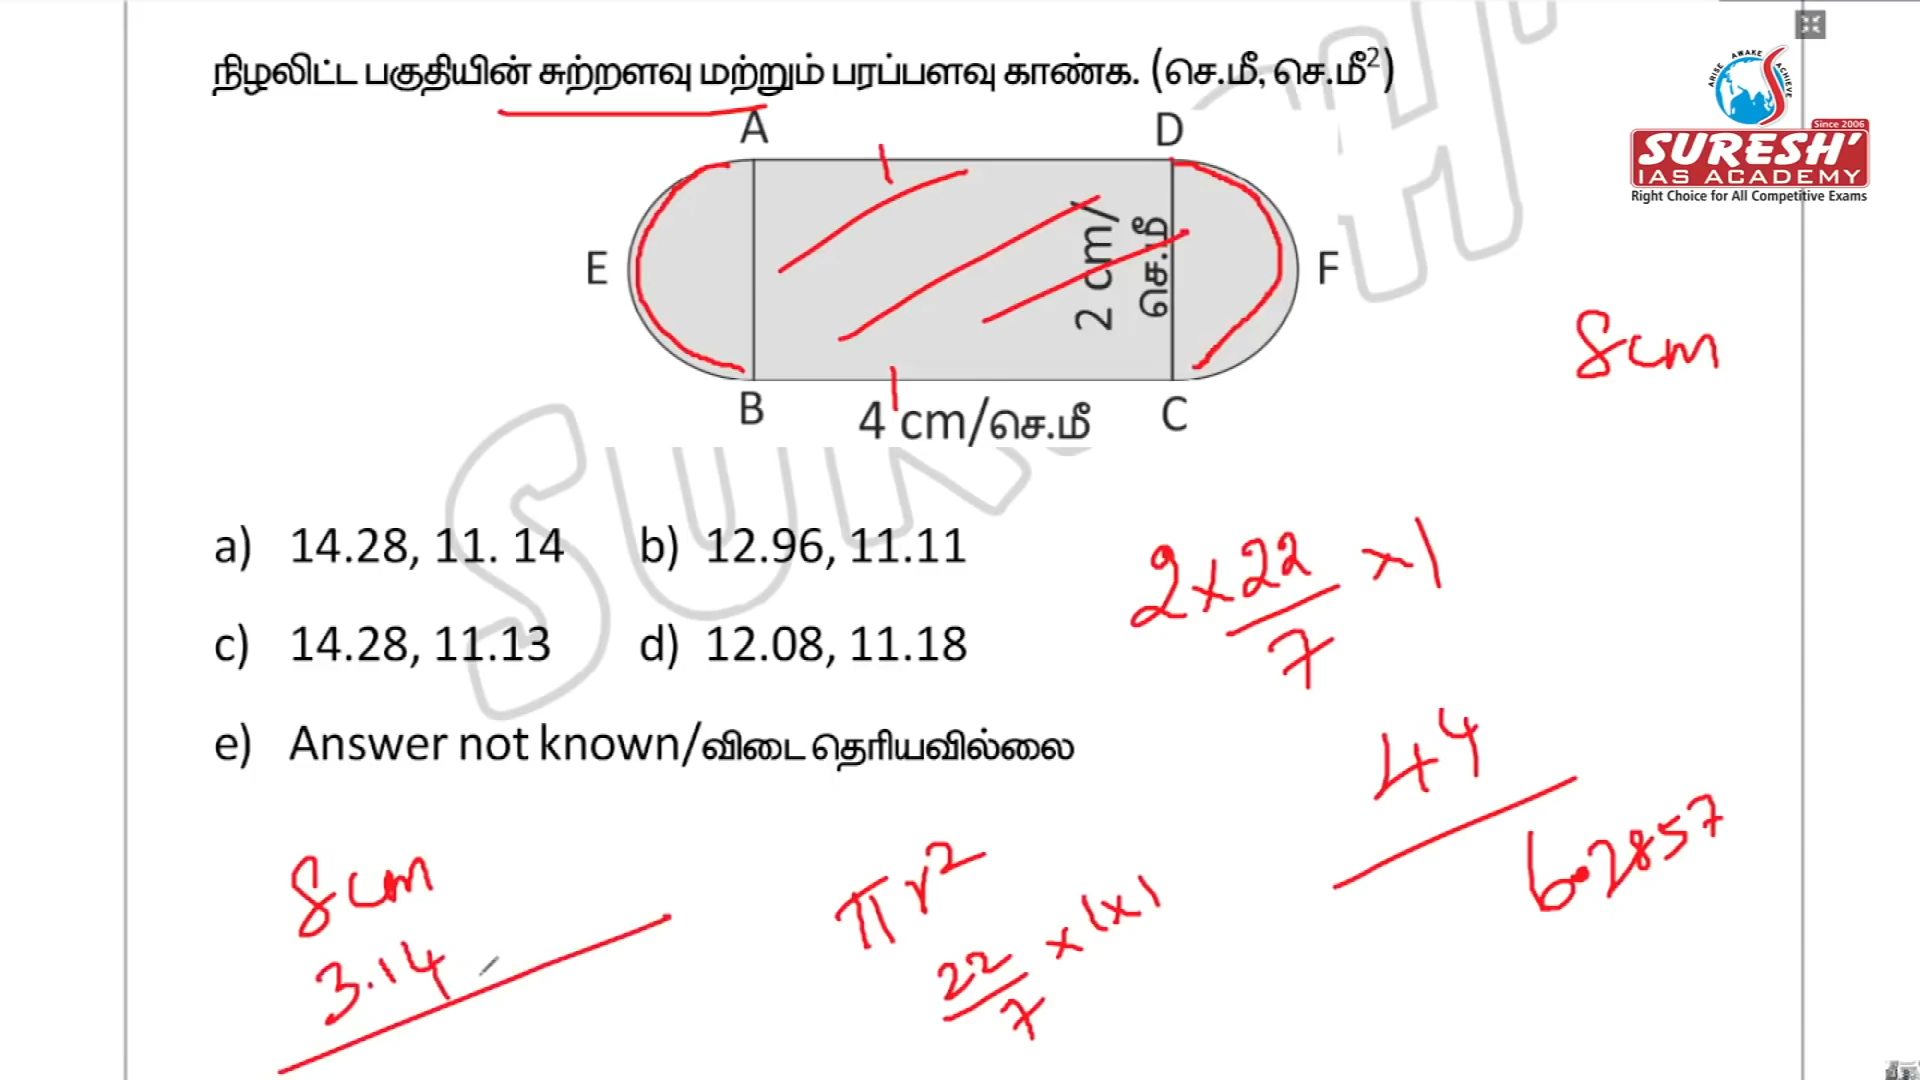 நிழலிட்ட பகுதியின் சுற்றளவு மற்றும் பரப்பளவு காண்க. (செ.மீ, செ.மீ²)
ARISE AWAKE ACHIEVE
Since 2006
SURESH'
IAS ACADEMY
Right Choice for All Competitive Exams
A D
E F
2 cm/
செ.மீ
B C
4 cm/செ.மீ
8cm
a) 14.28, 11. 14 b) 12.96, 11.11
c) 14.28, 11.13 d) 12.08, 11.18
e) Answer not known/விடை தெரியவில்லை
2×22/7 ×1
44
6.2857
8cm
3.14
πr²
22/7 ×1×1